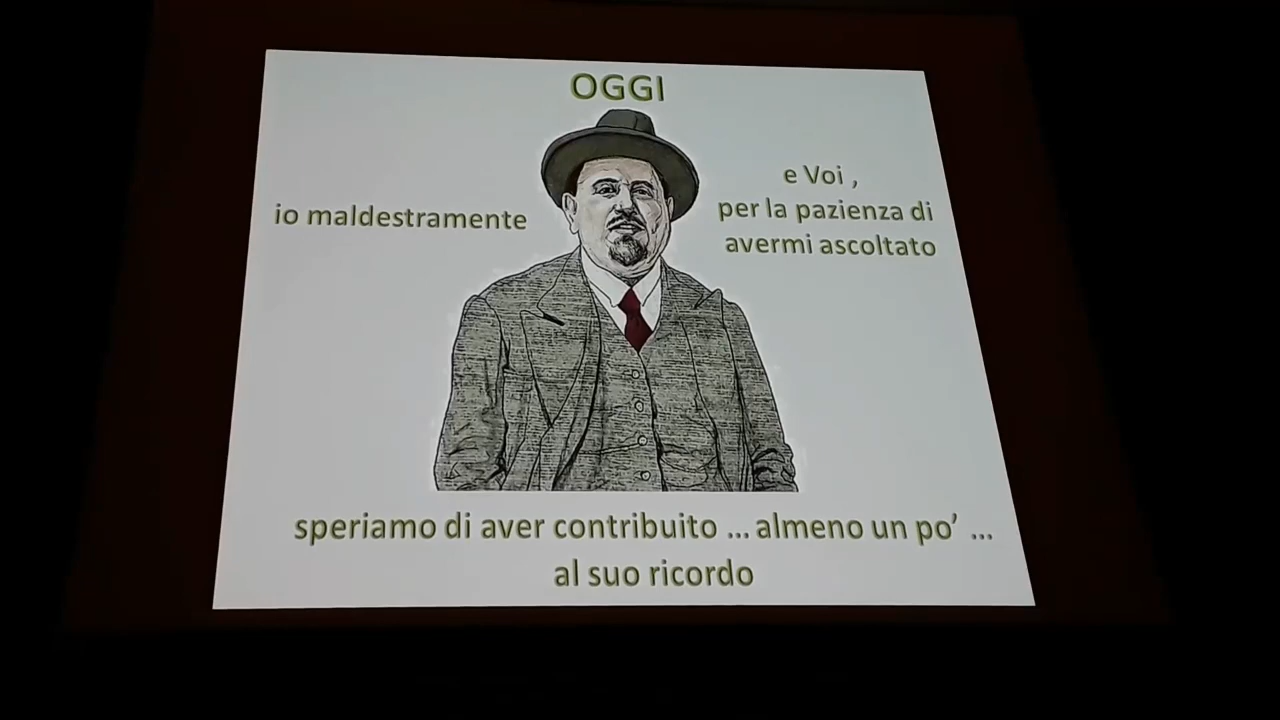 OGGI
io maldestramente
e Voi ,
per la pazienza di
avermi ascoltato
speriamo di aver contribuito ... almeno un po’ ...
al suo ricordo